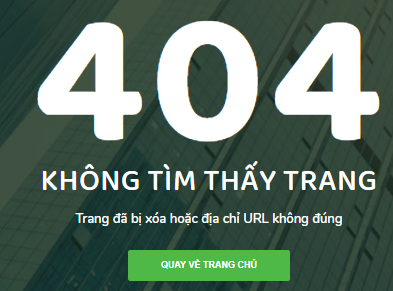 404
KHÔNG TÌM THẤY TRANG
Trang đã bị xóa hoặc địa chỉ URL không đúng
QUAY VỀ TRANG CHỦ